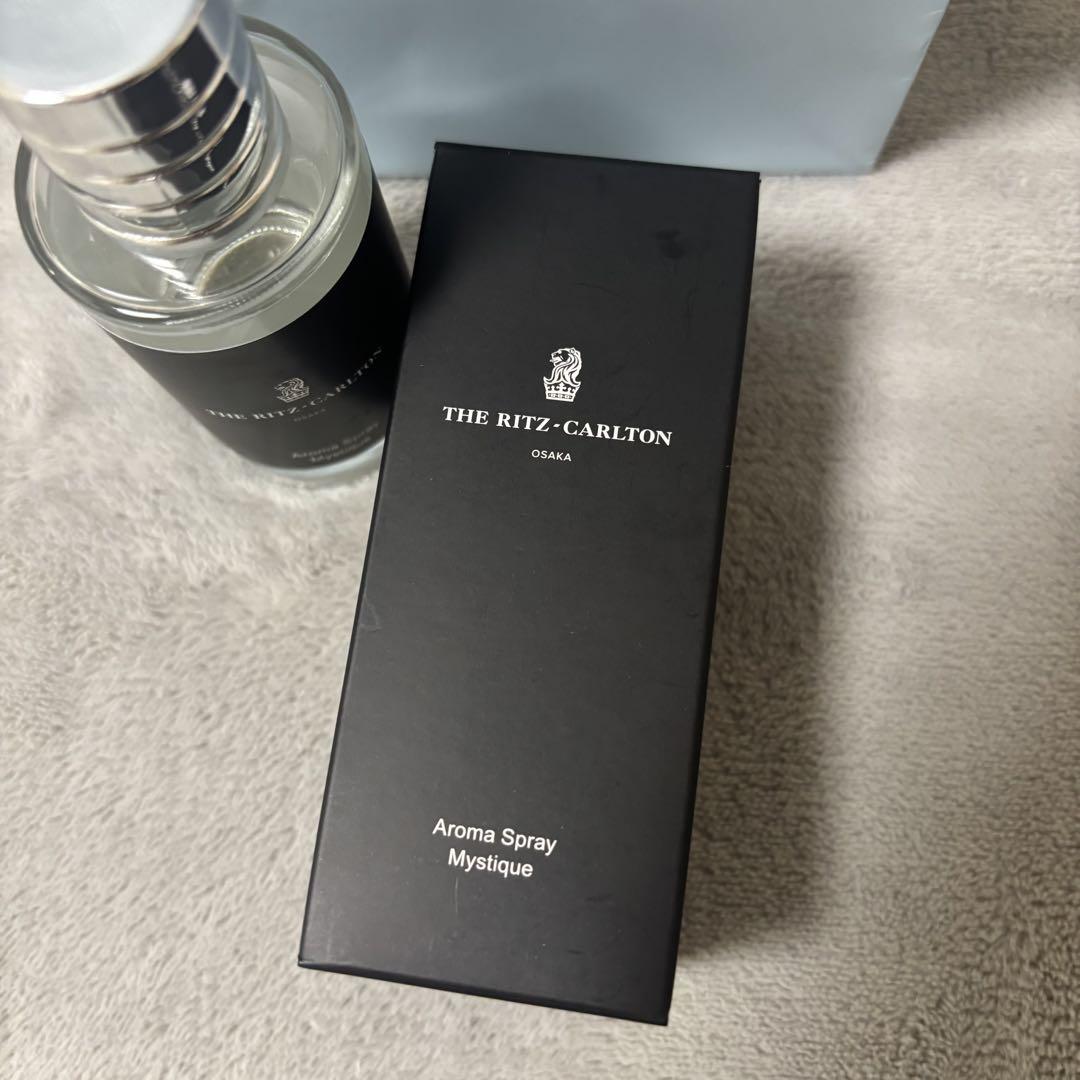 THE RITZ-CARLTON
OSAKA
Aroma Spray
Mystique
THE RITZ-CARLTON
OSAKA
Aroma Spray
Mystique